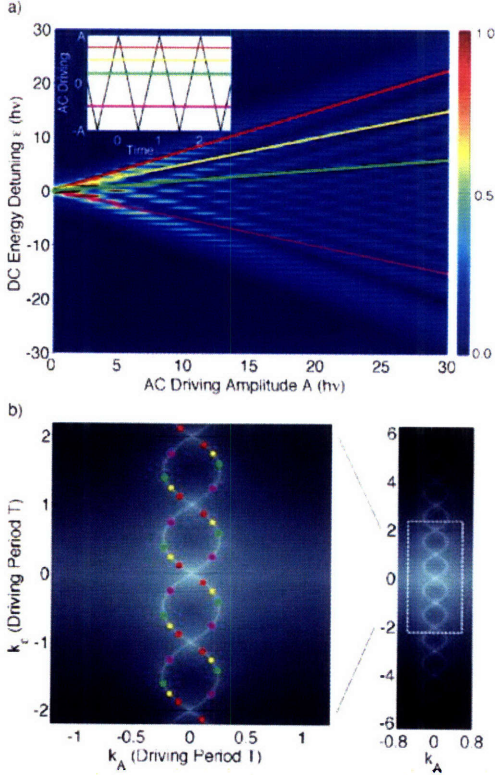 a)
30
20
10
0
-10
-20
-30
DC Energy Detuning ε (hν)
A
0
-A
AC Driving
0 1 2
Time
1 0
0.5
0 0
0 5 10 15 20 25 30
AC Driving Amplitude A (hν)
b)
2
1
0
-1
-2
k_ε (Driving Period T)
-1 -0.5 0 0.5 1
k_A (Driving Period T)
6
4
2
0
-2
-4
-6
-0.8 0 0.8
k_A